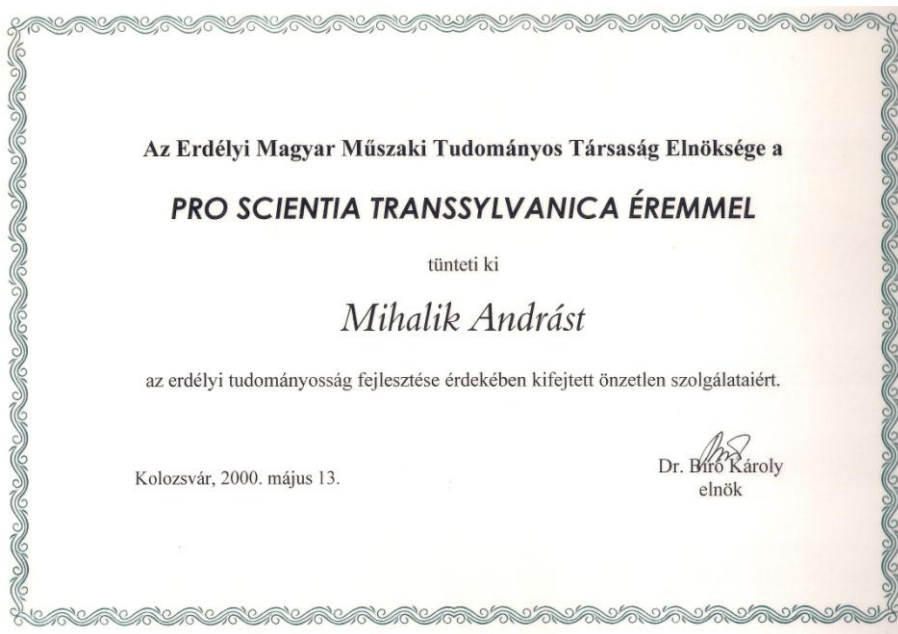 Az Erdélyi Magyar Műszaki Tudományos Társaság Elnöksége a
PRO SCIENTIA TRANSSYLVANICA ÉREMMEL
tünteti ki
Mihalik Andrást
az erdélyi tudományosság fejlesztése érdekében kifejtett önzetlen szolgálataiért.
Kolozsvár, 2000. május 13.
Dr. Bíró Károly
elnök